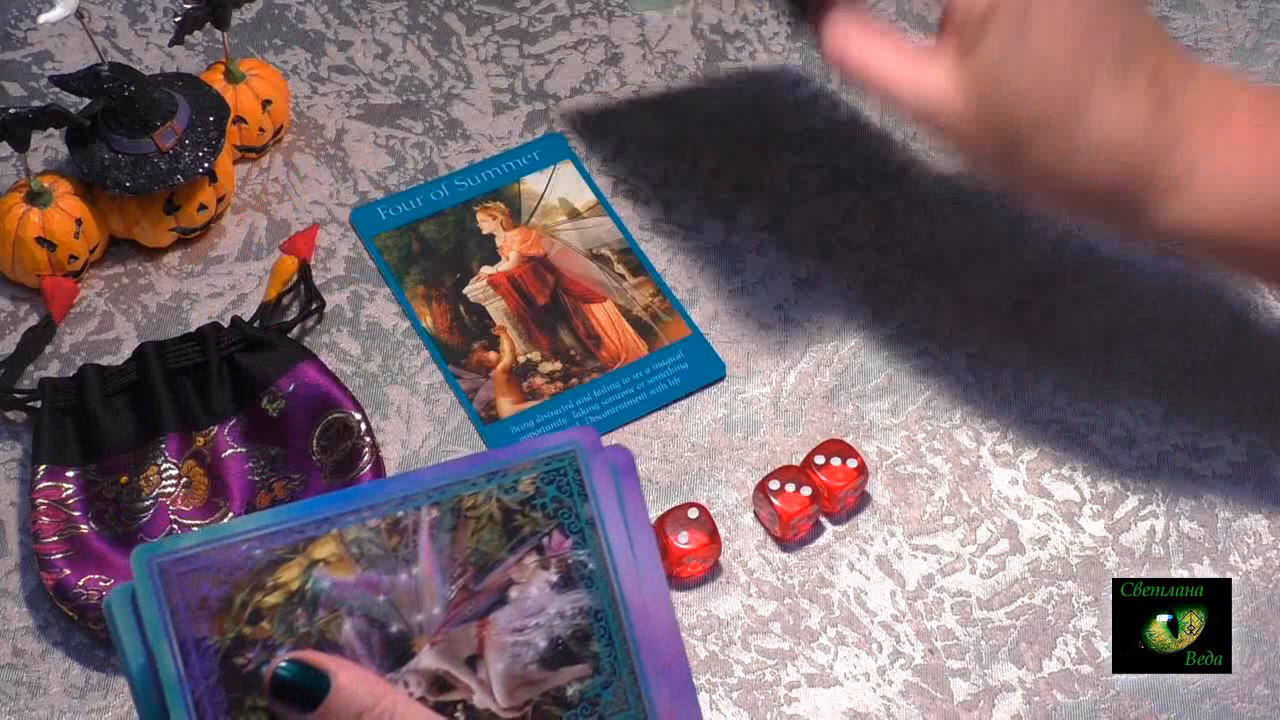 Four of Summer
Being distracted and failing to see a magical
opportunity. Taking someone or something
Discontentment with life
Светлана
Веда